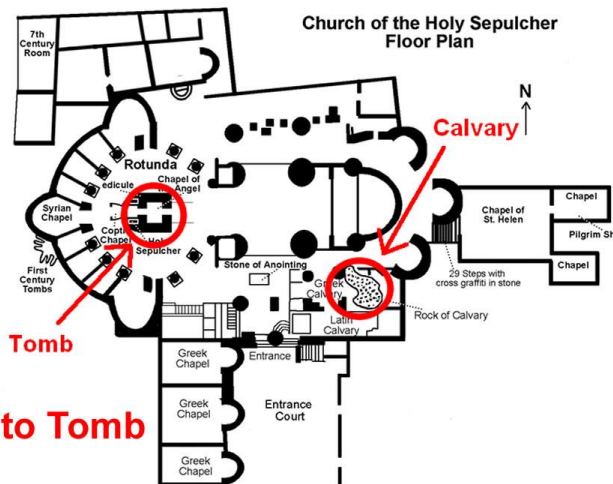 Church of the Holy Sepulcher
Floor Plan
7th
Century
Room
N
Calvary
Rotunda
edicule
Chapel of
Angel
Syrian
Chapel
Coptic
Chapel
Holy
Sepulcher
First
Century
Tombs
Stone of Anointing
Greek
Calvary
Latin
Calvary
Rock of Calvary
Chapel of
St. Helen
Chapel
Pilgrim Sh
Chapel
29 Steps with
cross graffiti in stone
Tomb
Entrance
Greek
Chapel
Greek
Chapel
Greek
Chapel
Entrance
Court
to Tomb